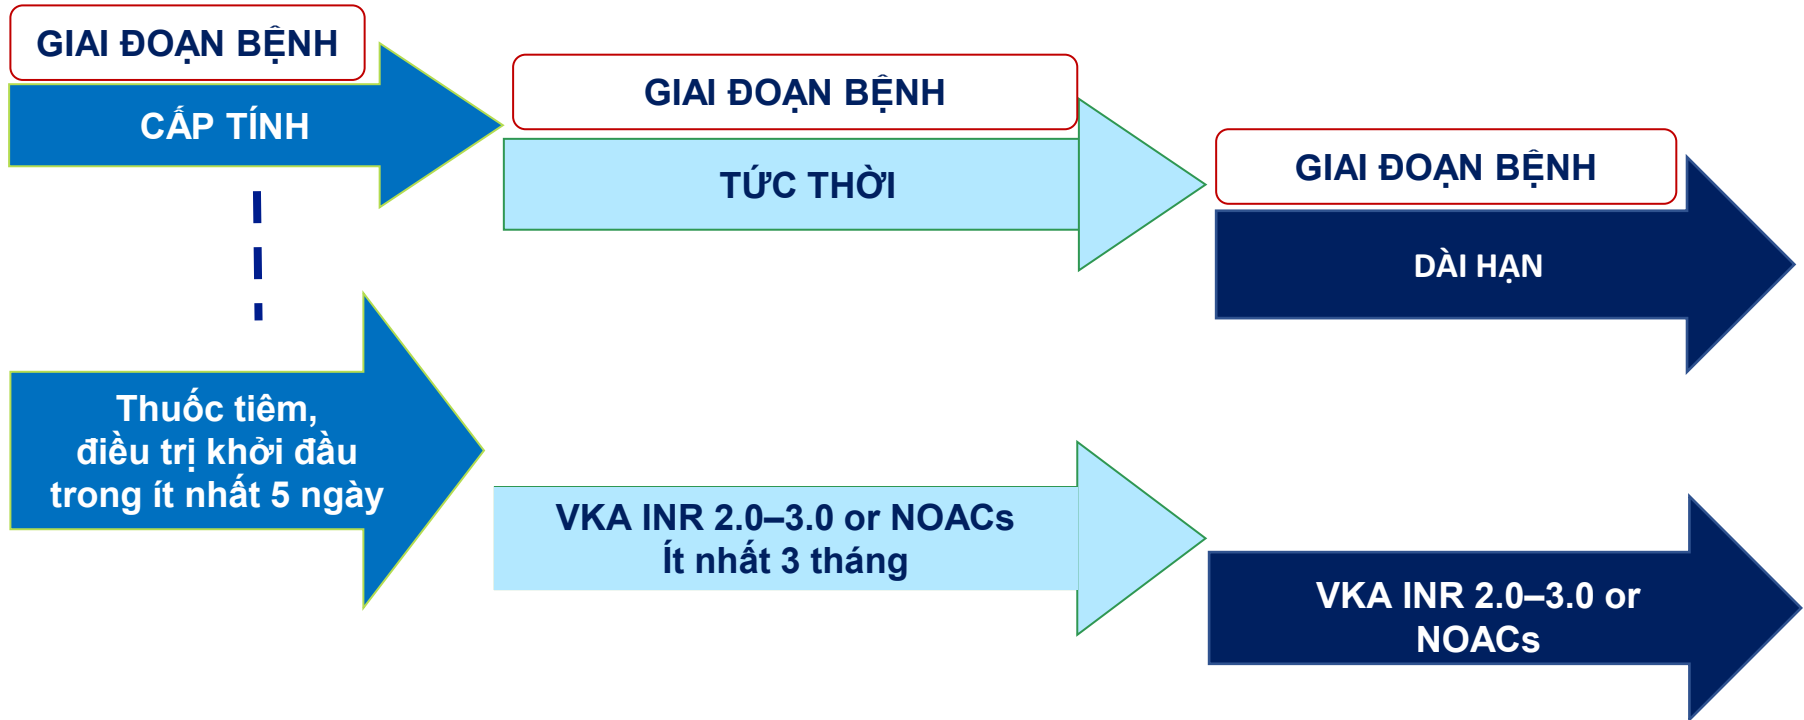 GIAI ĐOẠN BỆNH
CẤP TÍNH
GIAI ĐOẠN BỆNH
TỨC THỜI
GIAI ĐOẠN BỆNH
DÀI HẠN
Thuốc tiêm,
điều trị khởi đầu
trong ít nhất 5 ngày
VKA INR 2.0–3.0 or NOACs
Ít nhất 3 tháng
VKA INR 2.0–3.0 or
NOACs